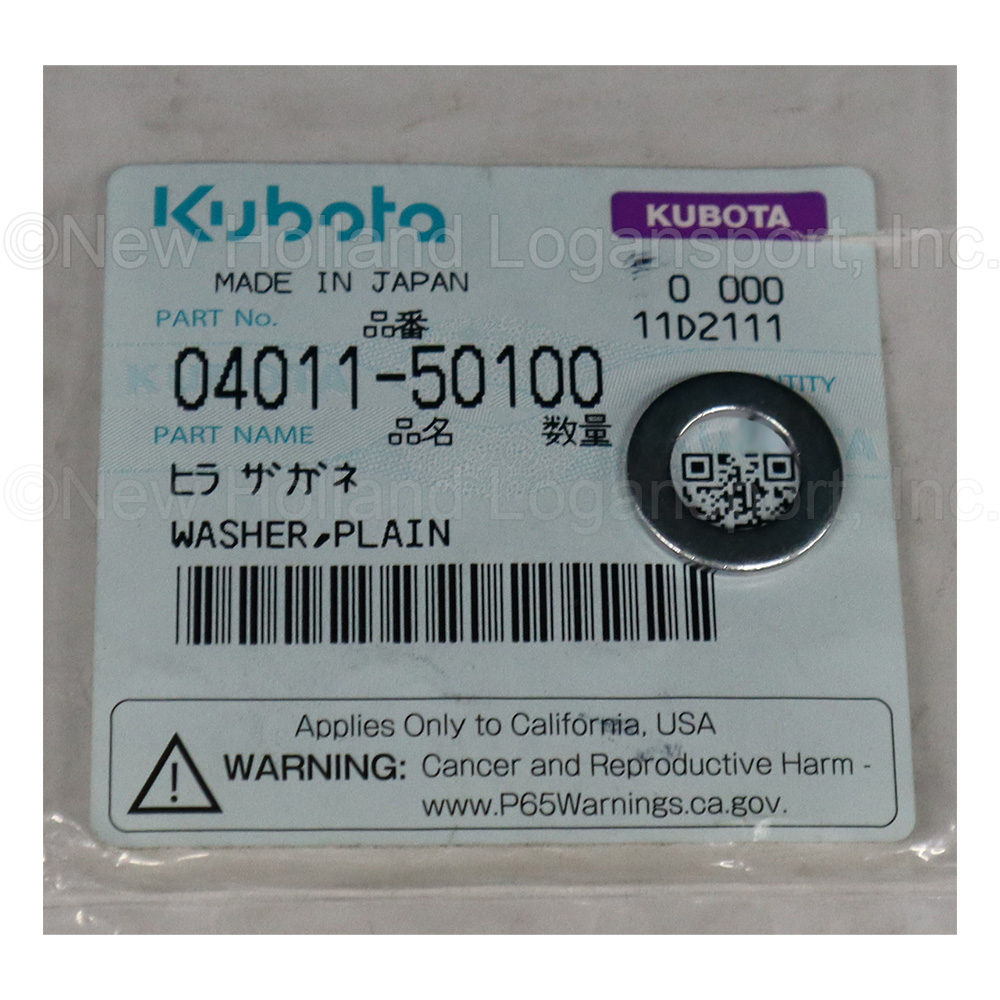 Kubota
KUBOTA
©New Holland Logansport, Inc.
MADE IN JAPAN
0 000
PART No. 品番
11D2111
04011-50100
NTITY
PART NAME 品名 数量
ヒラ ザガネ
©New Holland Logansport, Inc.
WASHER,PLAIN
Applies Only to California, USA
WARNING: Cancer and Reproductive Harm -
www.P65Warnings.ca.gov.